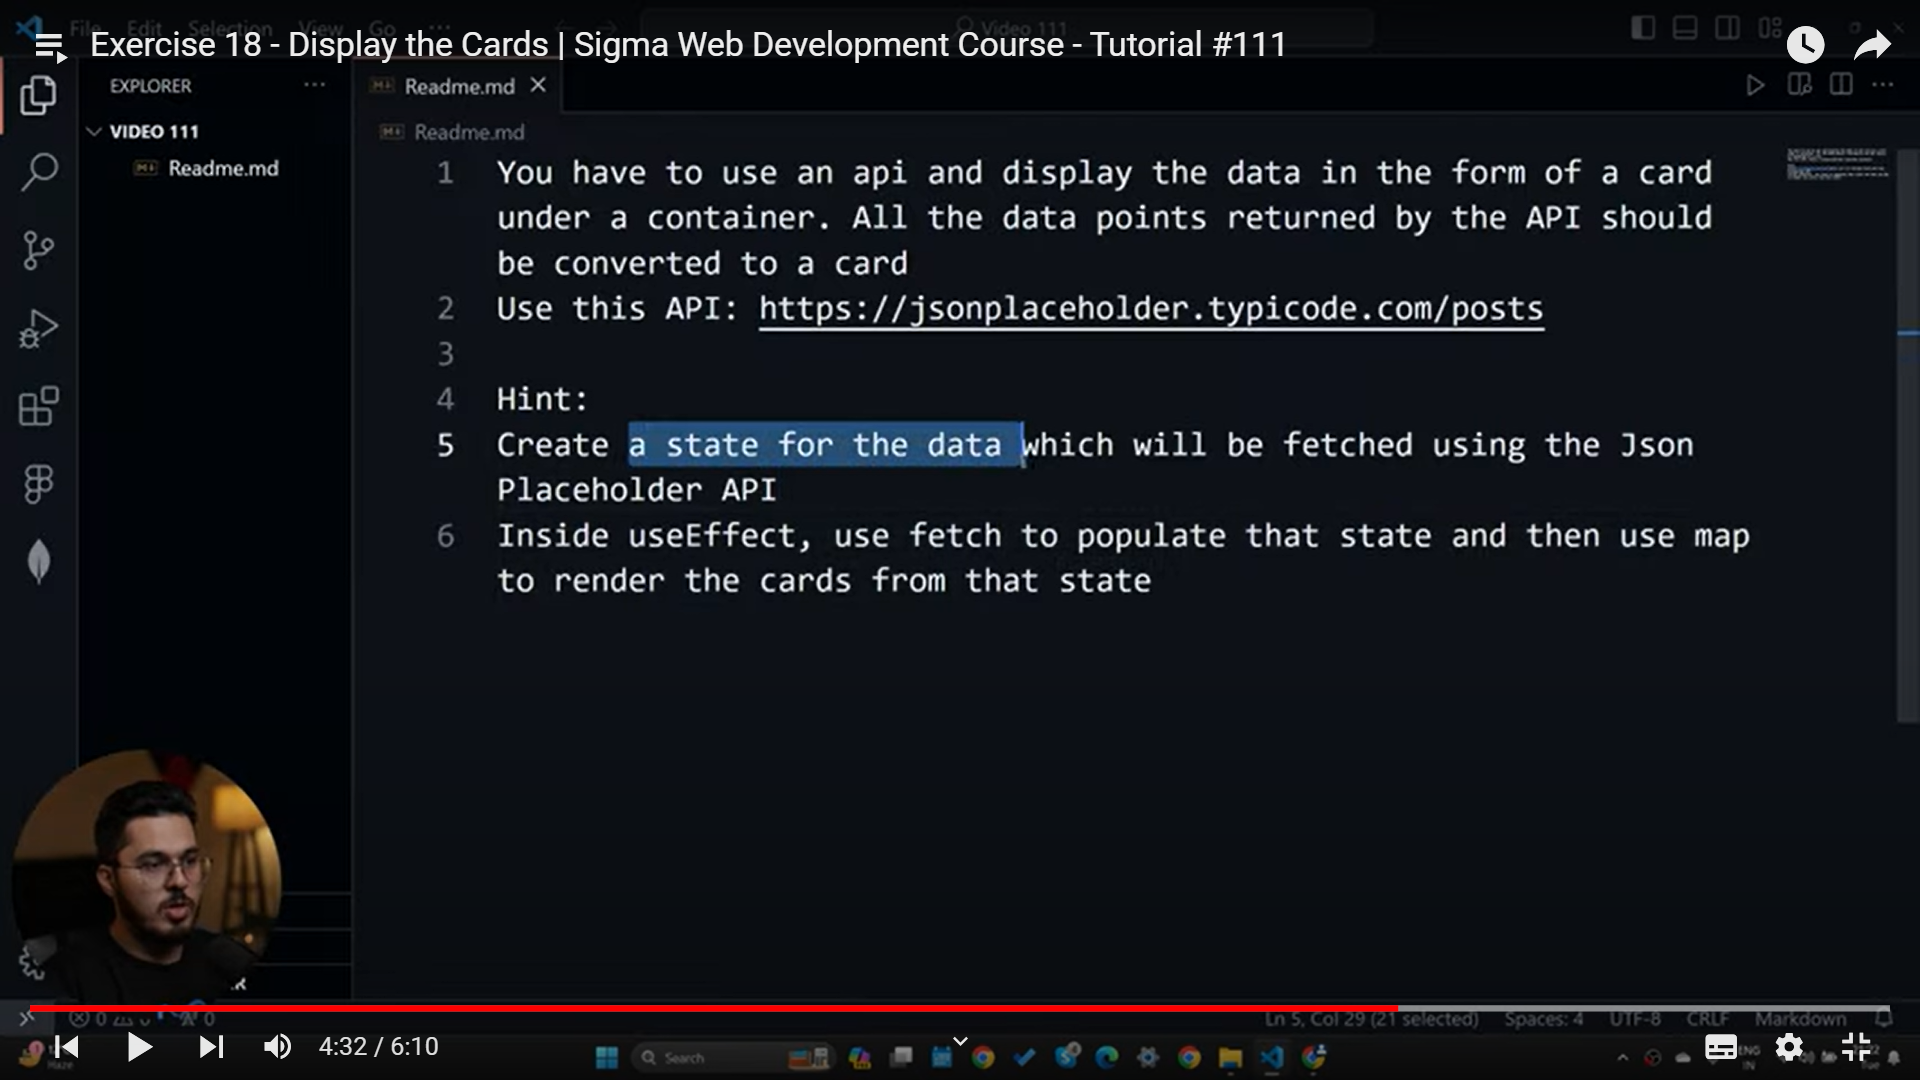 File Edit Selection View Go ··· Video 111
Exercise 18 - Display the Cards | Sigma Web Development Course - Tutorial #111
EXPLORER ···
Readme.md
VIDEO 111
Readme.md
Readme.md
1 You have to use an api and display the data in the form of a card
under a container. All the data points returned by the API should
be converted to a card
2 Use this API: https://jsonplaceholder.typicode.com/posts
3
4 Hint:
5 Create a state for the data which will be fetched using the Json
Placeholder API
6 Inside useEffect, use fetch to populate that state and then use map
to render the cards from that state
Ln 5, Col 29 (21 selected) Spaces: 4 UTF-8 CRLF Markdown
4:32 / 6:10
Search
ENG
IN
Haze